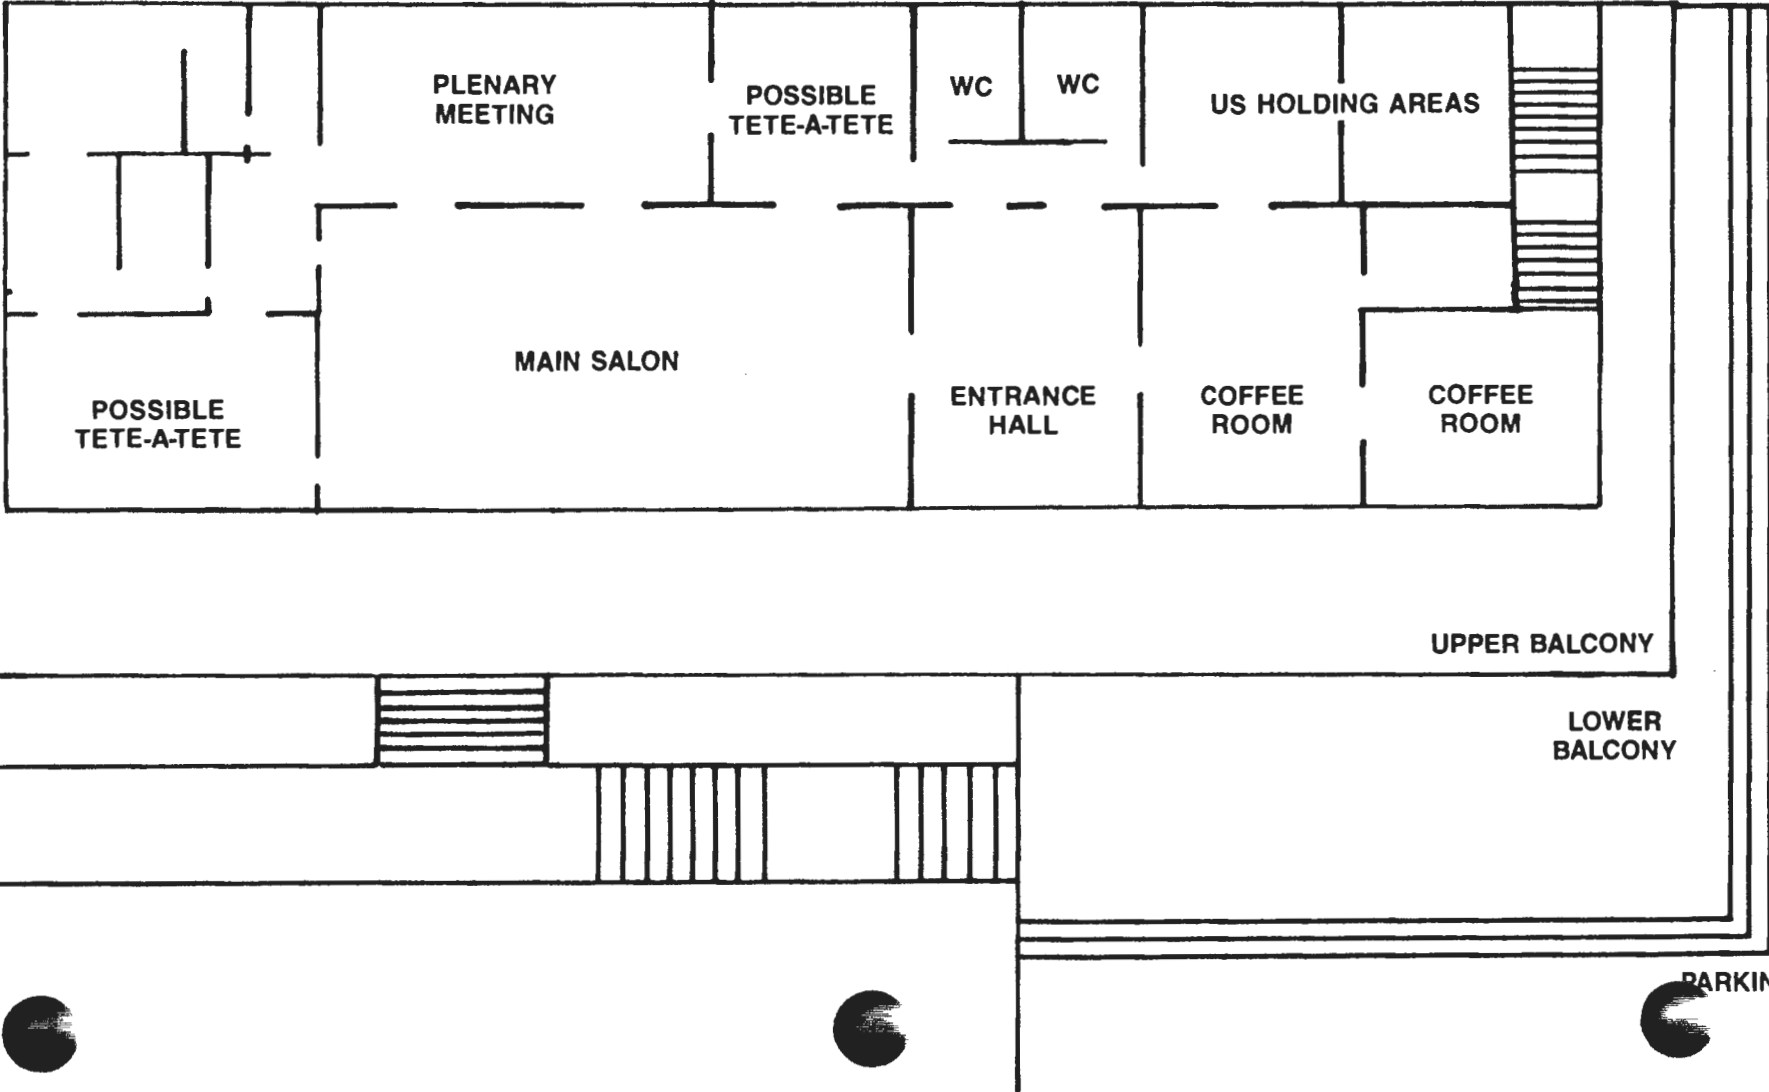 PLENARY
MEETING
POSSIBLE
TETE-A-TETE
WC
WC
US HOLDING AREAS
MAIN SALON
POSSIBLE
TETE-A-TETE
ENTRANCE
HALL
COFFEE
ROOM
COFFEE
ROOM
UPPER BALCONY
LOWER
BALCONY
PARKIN